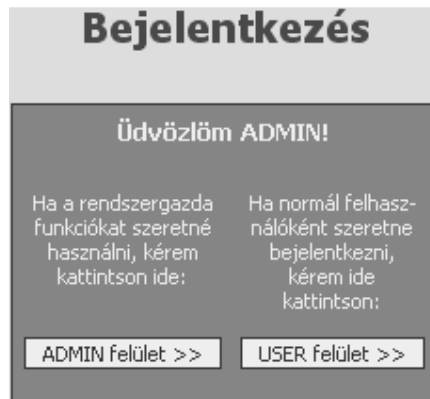 Bejelentkezés
Üdvözlöm ADMIN!
Ha a rendszergazda
funkciókat szeretné
használni, kérem
kattintson ide:
ADMIN felület >>
Ha normál felhasz-
nálóként szeretne
bejelentkezni,
kérem ide
kattintson:
USER felület >>